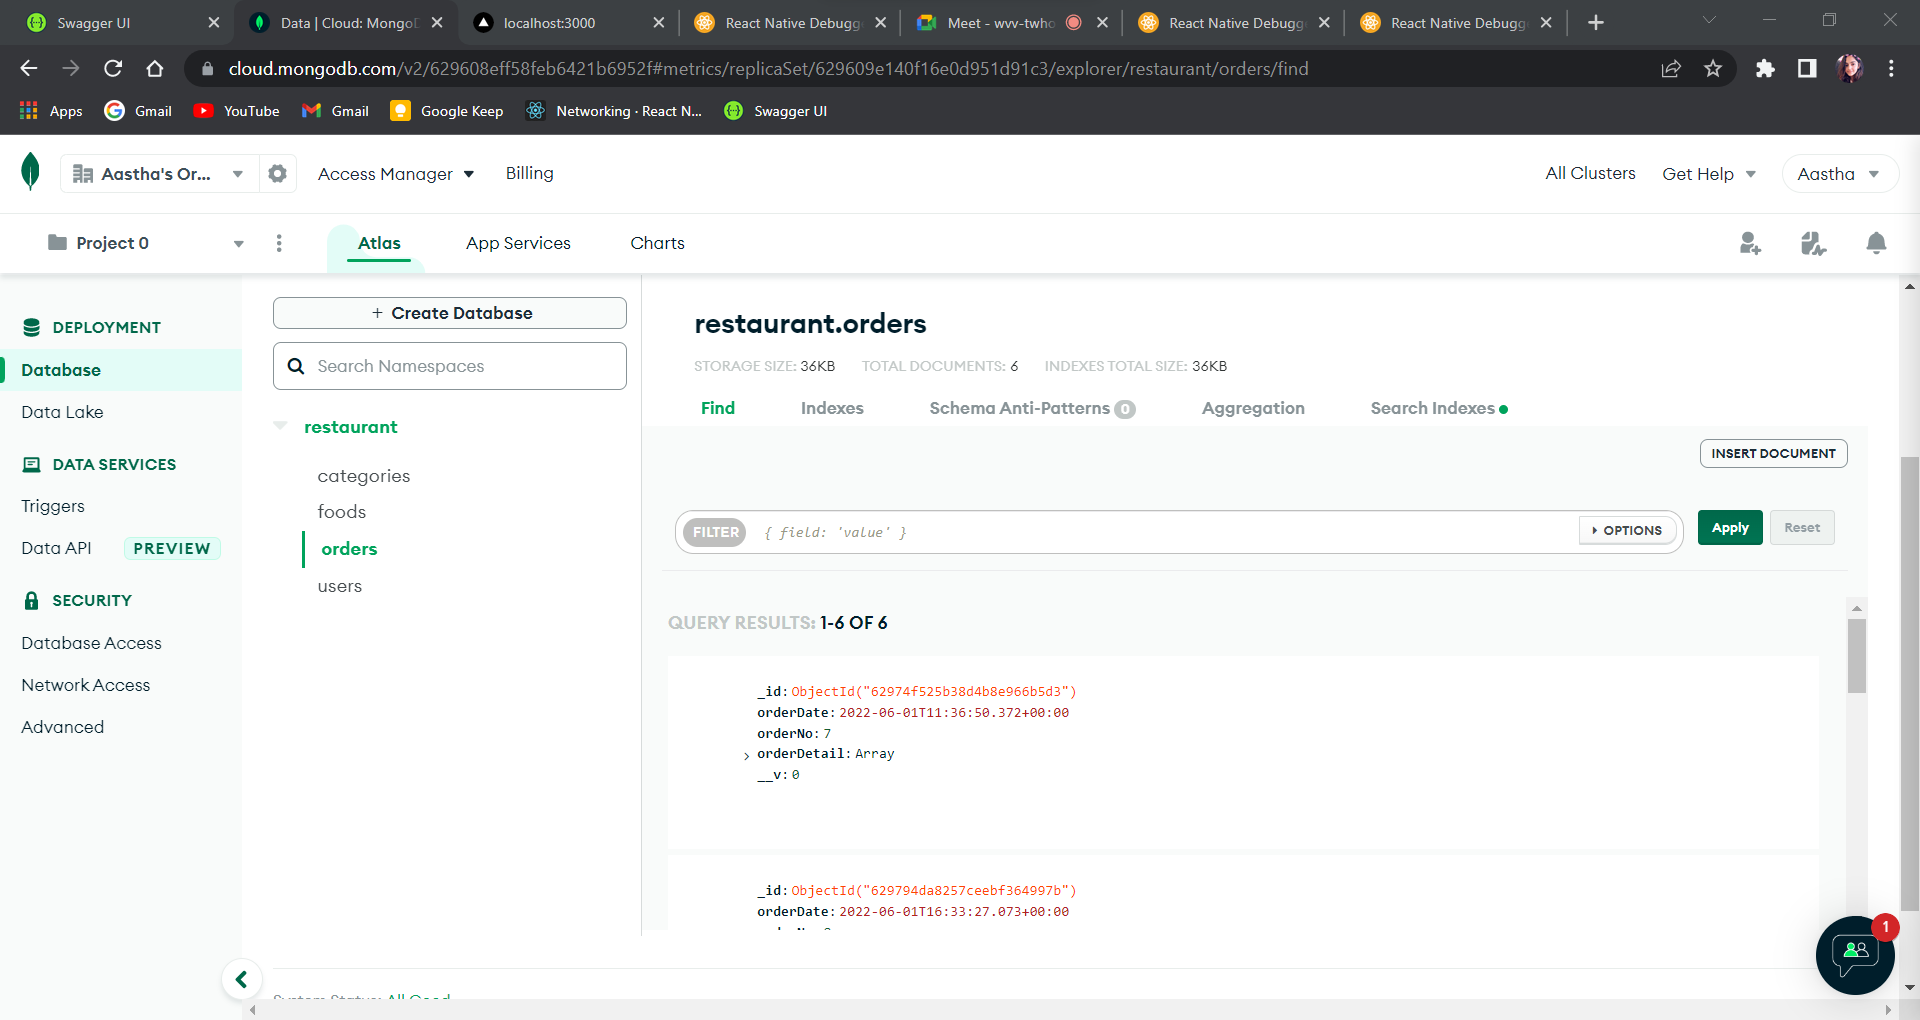 Swagger UI
Data | Cloud: MongoD
localhost:3000
React Native Debugge
Meet - wvv-twho
React Native Debugge
React Native Debugge
cloud.mongodb.com/v2/629608eff58feb6421b6952f#metrics/replicaSet/629609e140f16e0d951d91c3/explorer/restaurant/orders/find
Apps
Gmail
YouTube
Gmail
Google Keep
Networking · React N...
Swagger UI
Aastha's Or...
Access Manager
Billing
All Clusters
Get Help
Aastha
Project 0
Atlas
App Services
Charts
DEPLOYMENT
Database
Data Lake
DATA SERVICES
Triggers
Data API PREVIEW
SECURITY
Database Access
Network Access
Advanced
+ Create Database
Search Namespaces
restaurant
categories
foods
orders
users
restaurant.orders
STORAGE SIZE: 36KB TOTAL DOCUMENTS: 6 INDEXES TOTAL SIZE: 36KB
Find Indexes Schema Anti-Patterns 0 Aggregation Search Indexes
INSERT DOCUMENT
FILTER { field: 'value' } OPTIONS Apply Reset
QUERY RESULTS: 1-6 OF 6
_id: ObjectId("62974f525b38d4b8e966b5d3")
orderDate: 2022-06-01T11:36:50.372+00:00
orderNo: 7
orderDetail: Array
__v: 0
_id: ObjectId("629794da8257ceebf364997b")
orderDate: 2022-06-01T16:33:27.073+00:00
1
System Status: All Good